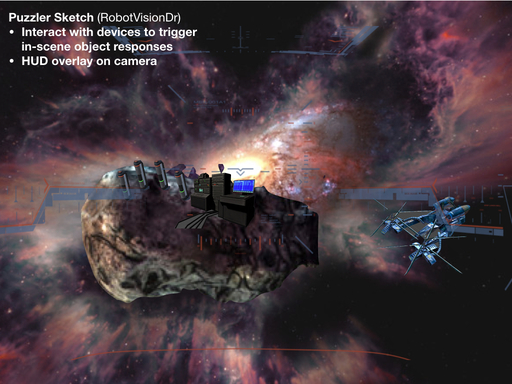 Puzzler Sketch (RobotVisionDr)
• Interact with devices to trigger
in-scene object responses
• HUD overlay on camera